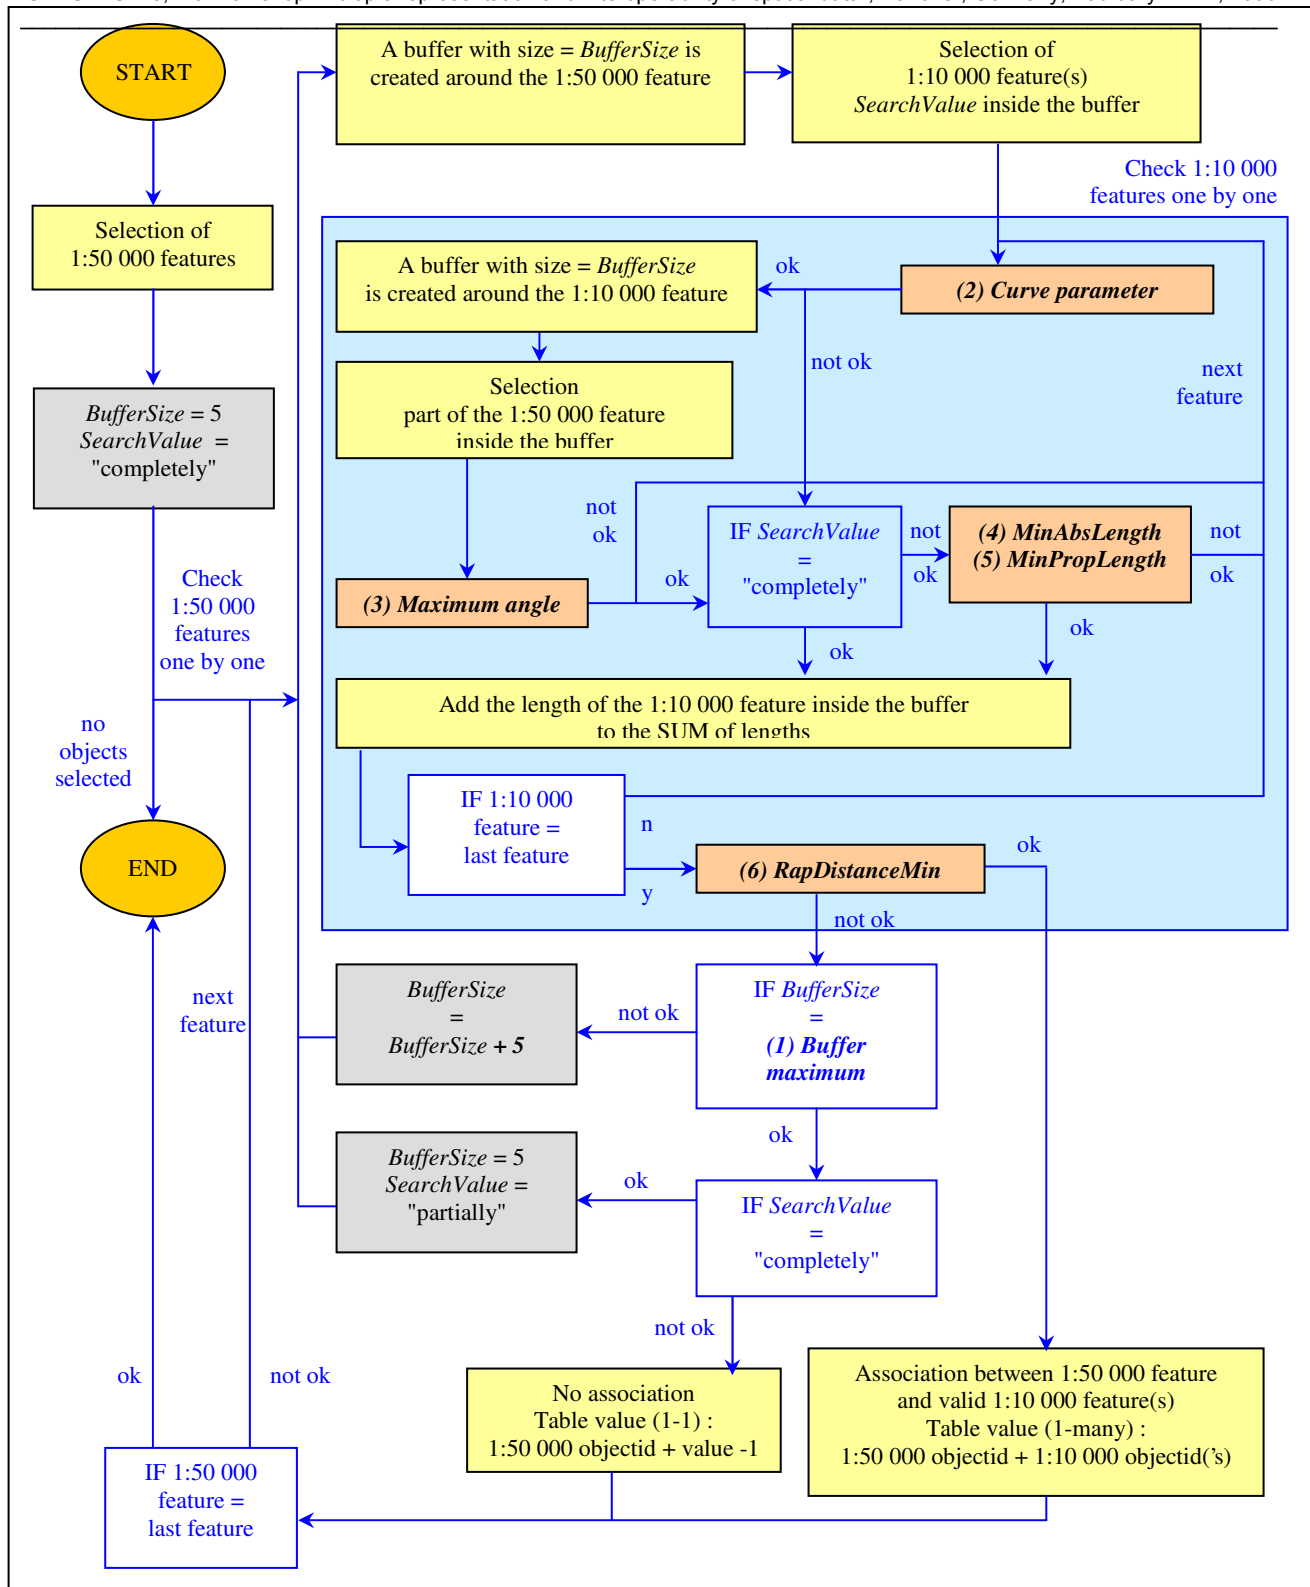 START
A buffer with size = BufferSize is
created around the 1:50 000 feature
Selection of
1:10 000 feature(s)
SearchValue inside the buffer
Check 1:10 000
features one by one
Selection of
1:50 000 features
A buffer with size = BufferSize
is created around the 1:10 000 feature
ok
(2) Curve parameter
not ok
next
feature
Selection
part of the 1:50 000 feature
inside the buffer
BufferSize = 5
SearchValue =
"completely"
not
ok
IF SearchValue
=
"completely"
not
ok
(4) MinAbsLength
(5) MinPropLength
not
ok
Check
1:50 000
features
one by one
(3) Maximum angle
ok
ok
ok
Add the length of the 1:10 000 feature inside the buffer
to the SUM of lengths
no
objects
selected
IF 1:10 000
feature =
last feature
n
y
(6) RapDistanceMin
ok
not ok
END
next
feature
BufferSize
=
BufferSize + 5
not ok
IF BufferSize
=
(1) Buffer
maximum
ok
BufferSize = 5
SearchValue =
"partially"
ok
IF SearchValue
=
"completely"
not ok
ok
not ok
No association
Table value (1-1) :
1:50 000 objectid + value -1
Association between 1:50 000 feature
and valid 1:10 000 feature(s)
Table value (1-many) :
1:50 000 objectid + 1:10 000 objectid('s)
IF 1:50 000
feature =
last feature